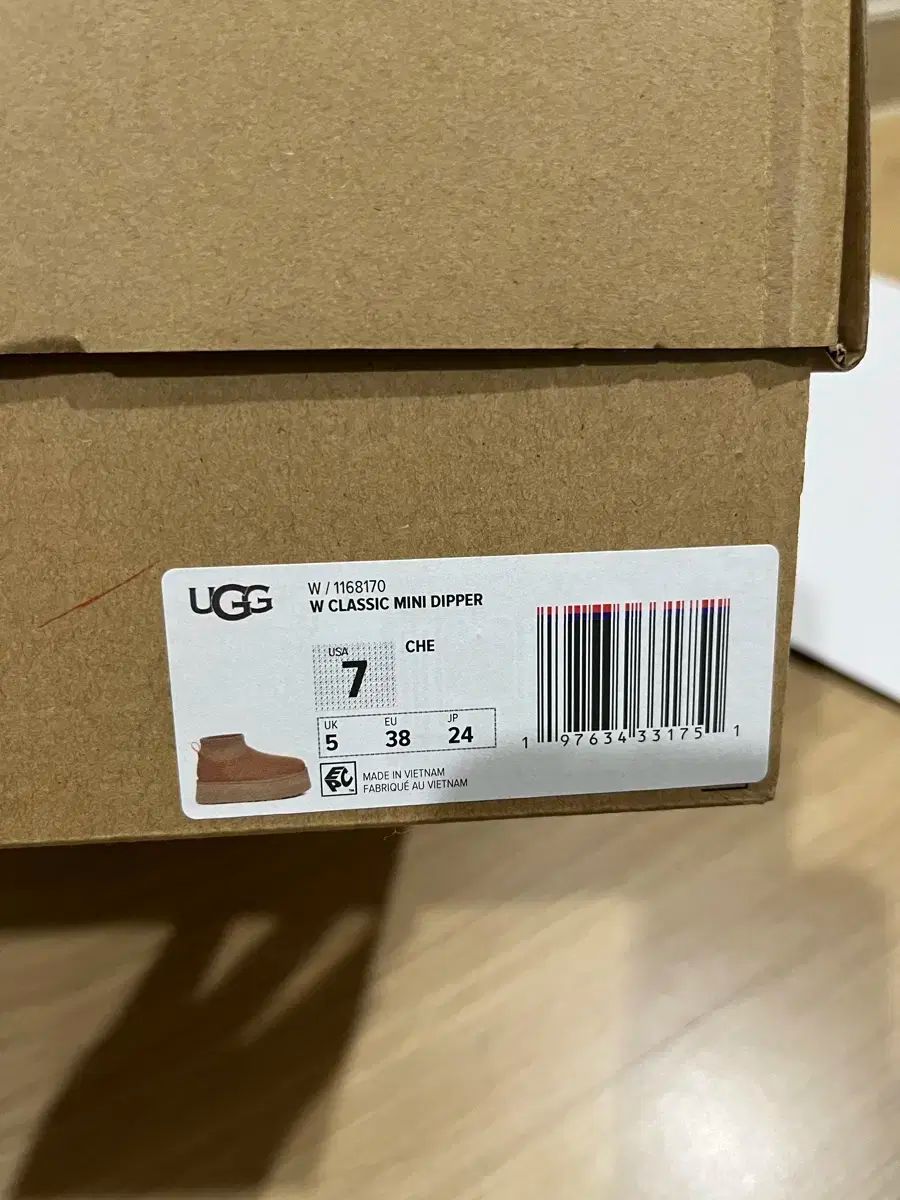 UGG
W / 1168170
W CLASSIC MINI DIPPER
USA
7
CHE
UK EU JP
5 38 24
EPC
MADE IN VIETNAM
FABRIQUÉ AU VIETNAM
1 97634 33175 1